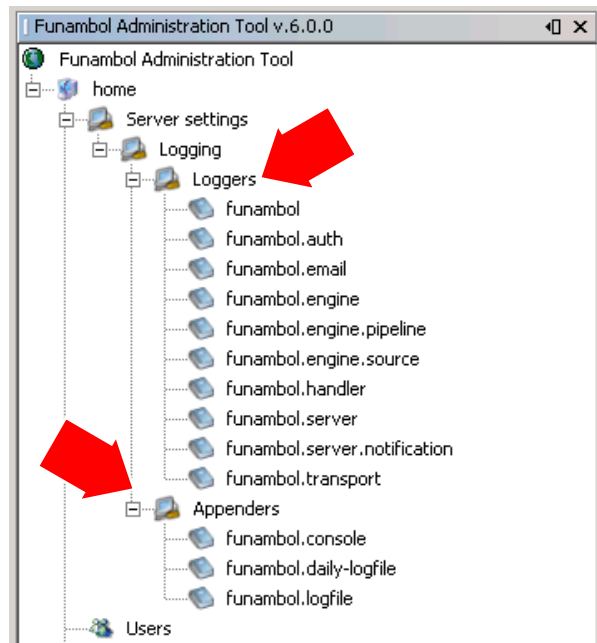 Funambol Administration Tool v.6.0.0
Funambol Administration Tool
home
Server settings
Logging
Loggers
funambol
funambol.auth
funambol.email
funambol.engine
funambol.engine.pipeline
funambol.engine.source
funambol.handler
funambol.server
funambol.server.notification
funambol.transport
Appenders
funambol.console
funambol.daily-logfile
funambol.logfile
Users